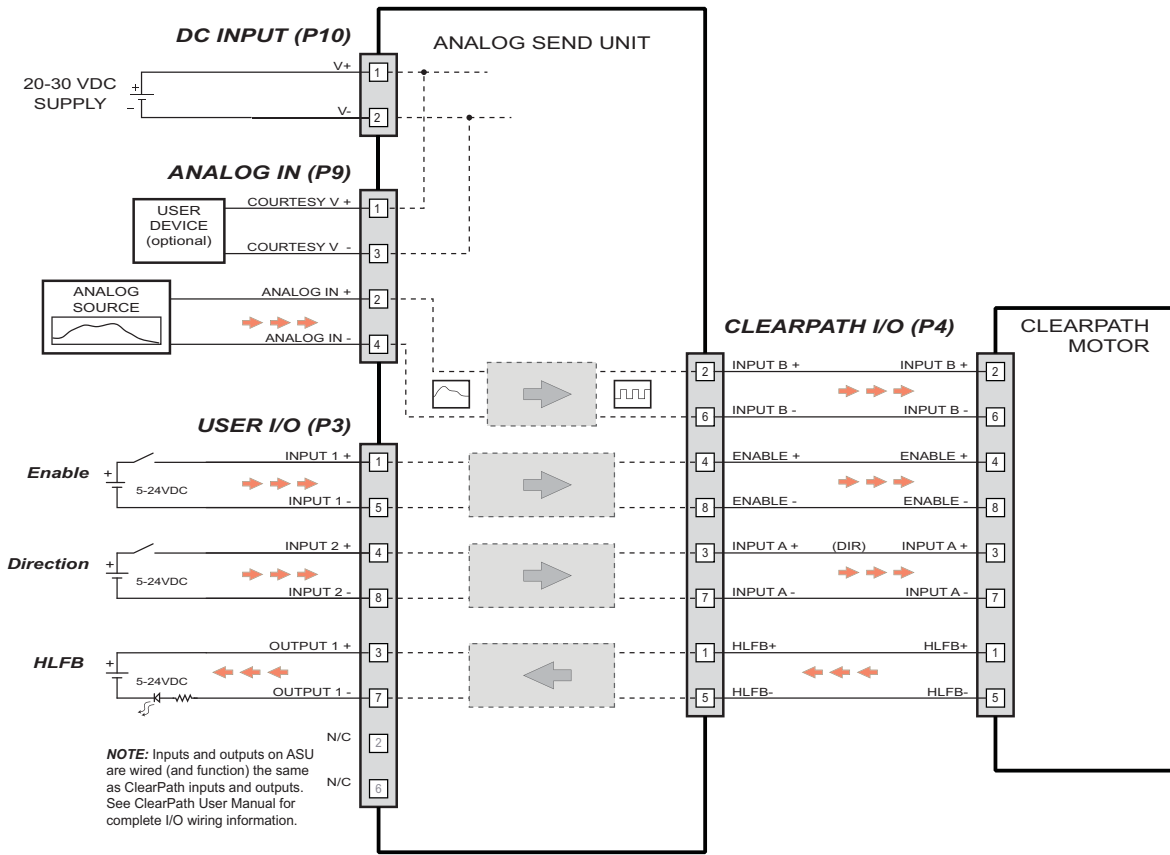 DC INPUT (P10)
ANALOG SEND UNIT
V+
1
20-30 VDC
SUPPLY
+
–
V-
2
ANALOG IN (P9)
USER
DEVICE
(optional)
COURTESY V +
1
COURTESY V -
3
ANALOG
SOURCE
ANALOG IN +
2
ANALOG IN -
4
CLEARPATH I/O (P4)
CLEARPATH
MOTOR
2
INPUT B +
INPUT B +
2
6
INPUT B -
INPUT B -
6
USER I/O (P3)
Enable
+
5-24VDC
INPUT 1 +
1
INPUT 1 -
5
4
ENABLE +
ENABLE +
4
8
ENABLE -
ENABLE -
8
Direction
+
5-24VDC
INPUT 2 +
4
INPUT 2 -
8
3
INPUT A +
(DIR)
INPUT A +
3
7
INPUT A -
INPUT A -
7
HLFB
+
5-24VDC
OUTPUT 1 +
3
OUTPUT 1 -
7
1
HLFB+
HLFB+
1
5
HLFB-
HLFB-
5
N/C
2
N/C
6
NOTE: Inputs and outputs on ASU
are wired (and function) the same
as ClearPath inputs and outputs.
See ClearPath User Manual for
complete I/O wiring information.